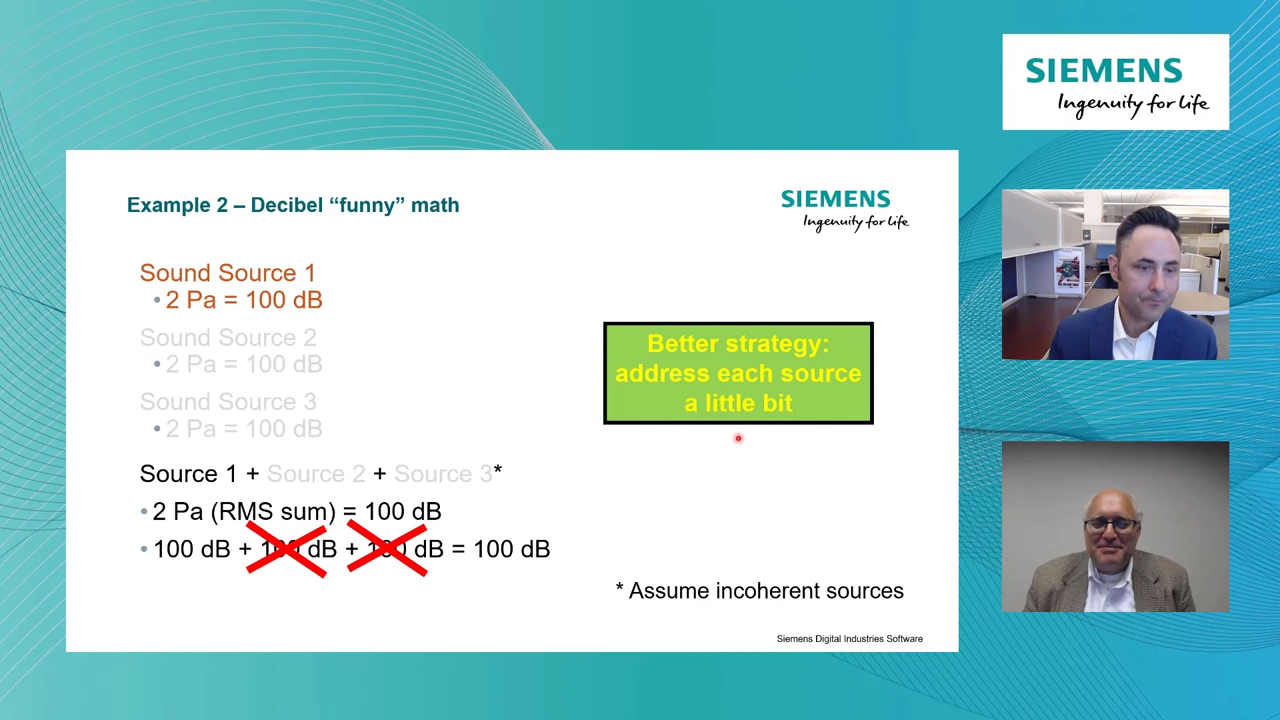 SIEMENS
Ingenuity for life
Example 2 – Decibel “funny” math
SIEMENS
Ingenuity for life
Sound Source 1
• 2 Pa = 100 dB
Sound Source 2
• 2 Pa = 100 dB
Sound Source 3
• 2 Pa = 100 dB
Better strategy:
address each source
a little bit
Source 1 + Source 2 + Source 3*
• 2 Pa (RMS sum) = 100 dB
• 100 dB + 100 dB + 100 dB = 100 dB
* Assume incoherent sources
Siemens Digital Industries Software